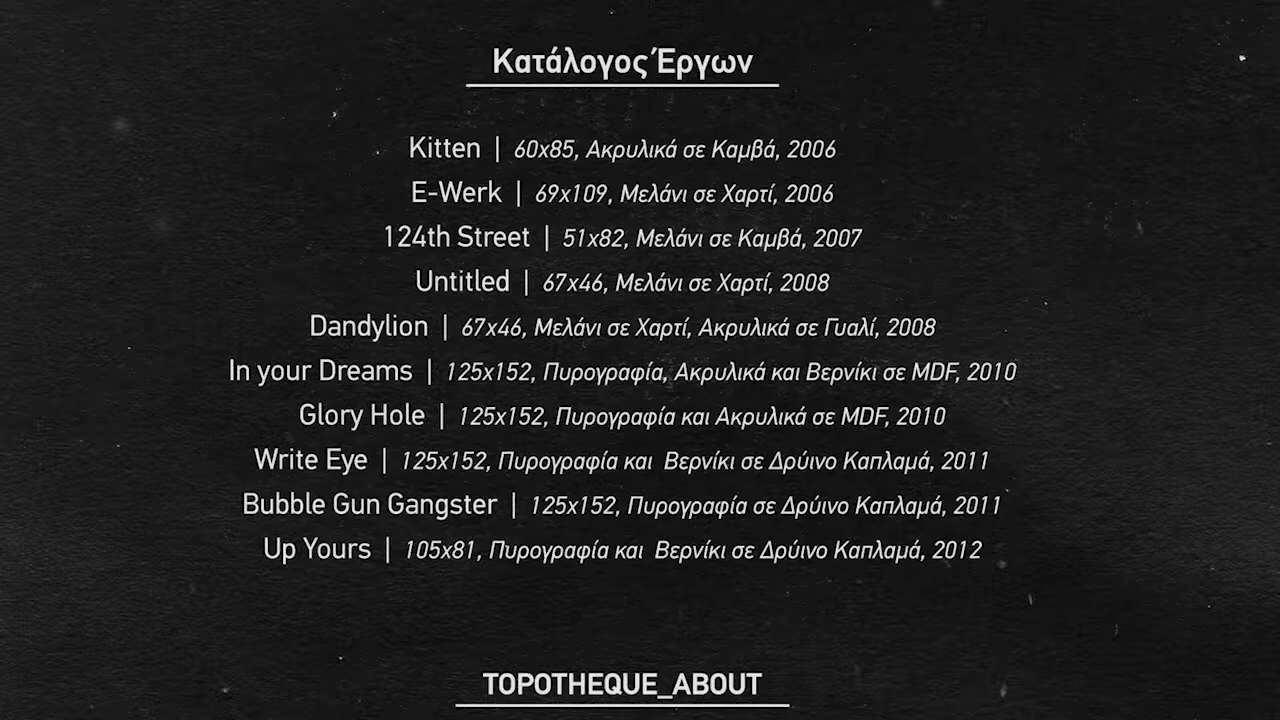 Κατάλογος Έργων
Kitten | 60x85, Ακρυλικά σε Καμβά, 2006
E-Werk | 69x109, Μελάνι σε Χαρτί, 2006
124th Street | 51x82, Μελάνι σε Καμβά, 2007
Untitled | 67x46, Μελάνι σε Χαρτί, 2008
Dandylion | 67x46, Μελάνι σε Χαρτί, Ακρυλικά σε Γυαλί, 2008
In your Dreams | 125x152, Πυρογραφία, Ακρυλικά και Βερνίκι σε MDF, 2010
Glory Hole | 125x152, Πυρογραφία και Ακρυλικά σε MDF, 2010
Write Eye | 125x152, Πυρογραφία και Βερνίκι σε Δρύινο Καπλαμά, 2011
Bubble Gun Gangster | 125x152, Πυρογραφία σε Δρύινο Καπλαμά, 2011
Up Yours | 105x81, Πυρογραφία και Βερνίκι σε Δρύινο Καπλαμά, 2012
TOPOTHEQUE_ABOUT